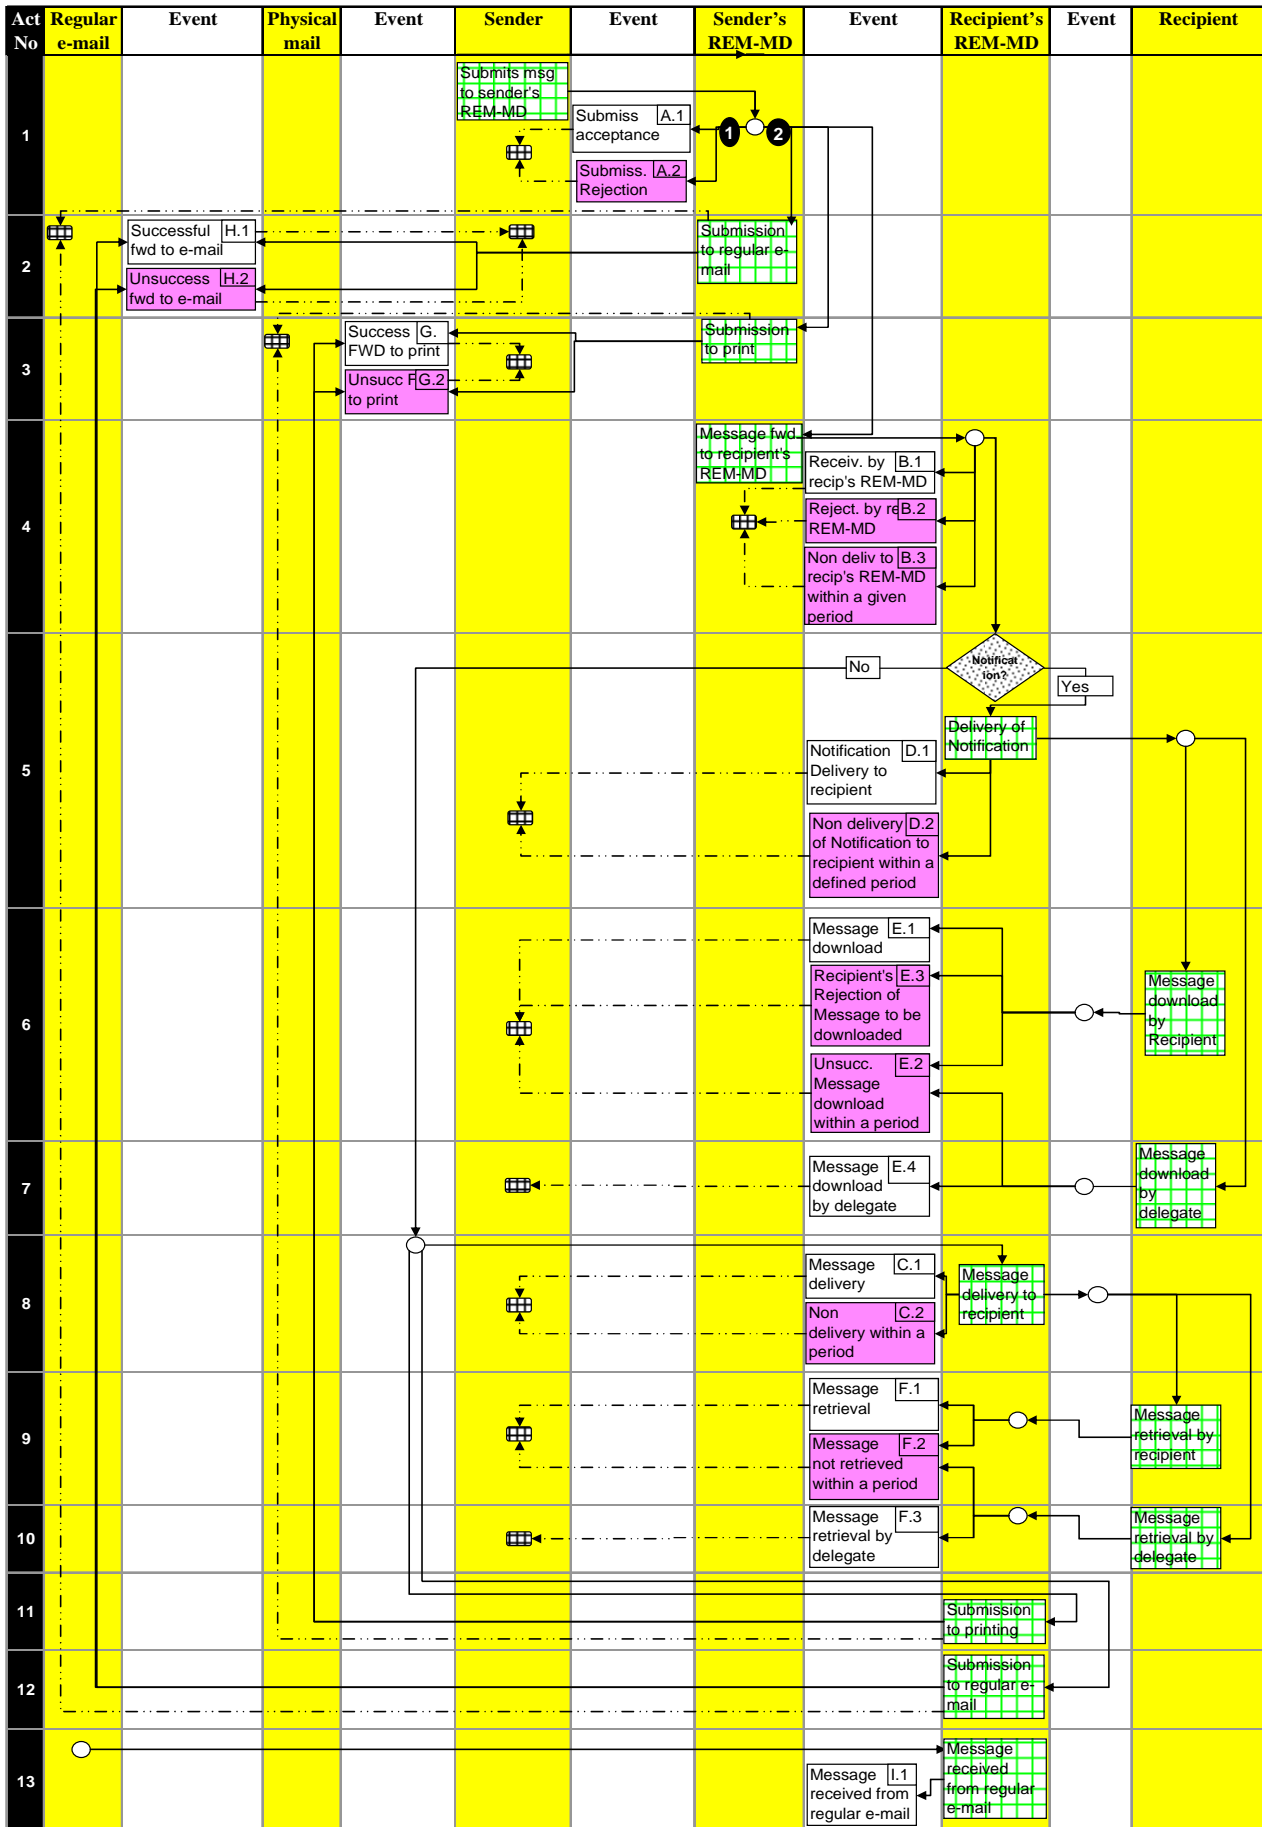 Act No
Regular e-mail
Event
Physical mail
Event
Sender
Event
Sender's REM-MD
Event
Recipient's REM-MD
Event
Recipient
1
Submits msg
to sender's
REM-MD
Submiss A.1
acceptance
1
2
Submiss. A.2
Rejection
2
Successful H.1
fwd to e-mail
Unsuccess H.2
fwd to e-mail
Submission
to regular e-
mail
3
Success G.
FWD to print
Unsucc F G.2
to print
Submission
to print
4
Message fwd
to recipient's
REM-MD
Receiv. by B.1
recip's REM-MD
Reject. by re B.2
REM-MD
Non deliv to B.3
recip's REM-MD
within a given
period
5
No
Notificat
ion?
Yes
Delivery of
Notification
Notification D.1
Delivery to
recipient
Non delivery D.2
of Notification to
recipient within a
defined period
6
Message E.1
download
Recipient's E.3
Rejection of
Message to be
downloaded
Unsucc. E.2
Message
download
within a period
Message
download
by
Recipient
7
Message E.4
download
by delegate
Message
download
by
delegate
8
Message C.1
delivery
Non C.2
delivery within a
period
Message
delivery to
recipient
9
Message F.1
retrieval
Message F.2
not retrieved
within a period
Message
retrieval by
recipient
10
Message F.3
retrieval by
delegate
Message
retrieval by
delegate
11
Submission
to printing
12
Submission
to regular e-
mail
13
Message I.1
received from
regular e-mail
Message
received
from regular
e-mail